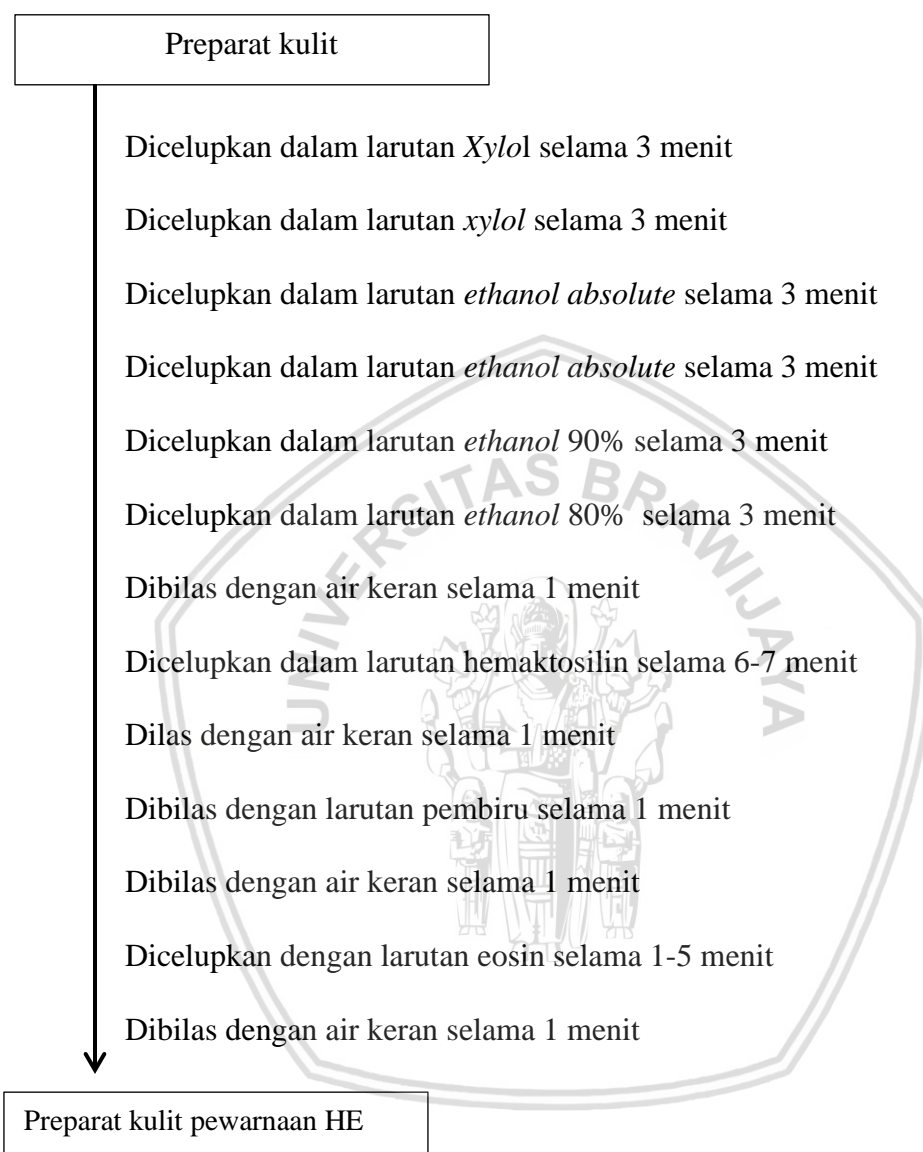 Preparat kulit
Dicelupkan dalam larutan Xylol selama 3 menit
Dicelupkan dalam larutan xylol selama 3 menit
Dicelupkan dalam larutan ethanol absolute selama 3 menit
Dicelupkan dalam larutan ethanol absolute selama 3 menit
Dicelupkan dalam larutan ethanol 90% selama 3 menit
Dicelupkan dalam larutan ethanol 80% selama 3 menit
Dibilas dengan air keran selama 1 menit
Dicelupkan dalam larutan hemaktosilin selama 6-7 menit
Dilas dengan air keran selama 1 menit
Dibilas dengan larutan pembiru selama 1 menit
Dibilas dengan air keran selama 1 menit
Dicelupkan dengan larutan eosin selama 1-5 menit
Dibilas dengan air keran selama 1 menit
Preparat kulit pewarnaan HE
UNIVERSITAS BRAWIJAYA